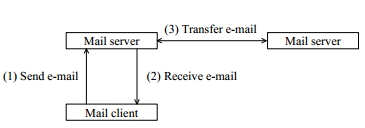 (3) Transfer e-mail
Mail server
Mail server
(1) Send e-mail
(2) Receive e-mail
Mail client